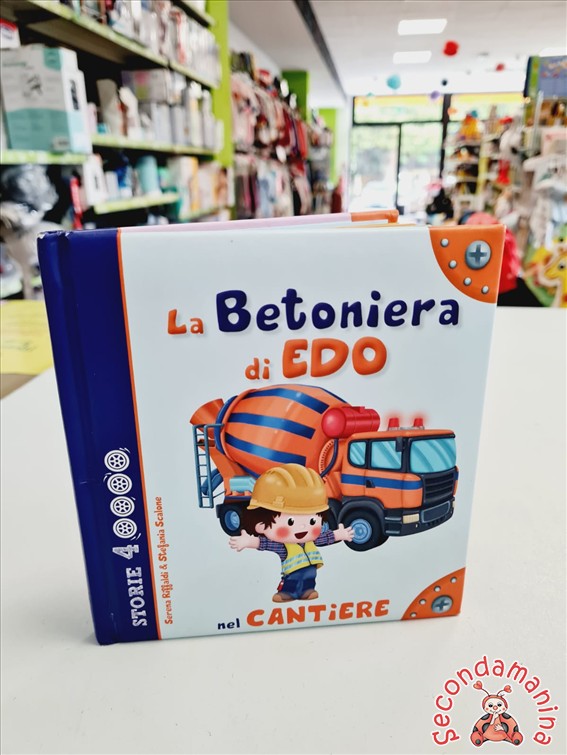 La Betoniera
di EDO
nel CANTIERE
STORIE 4
Serena Riffaldi & Stefania Scalone
Secondamanina